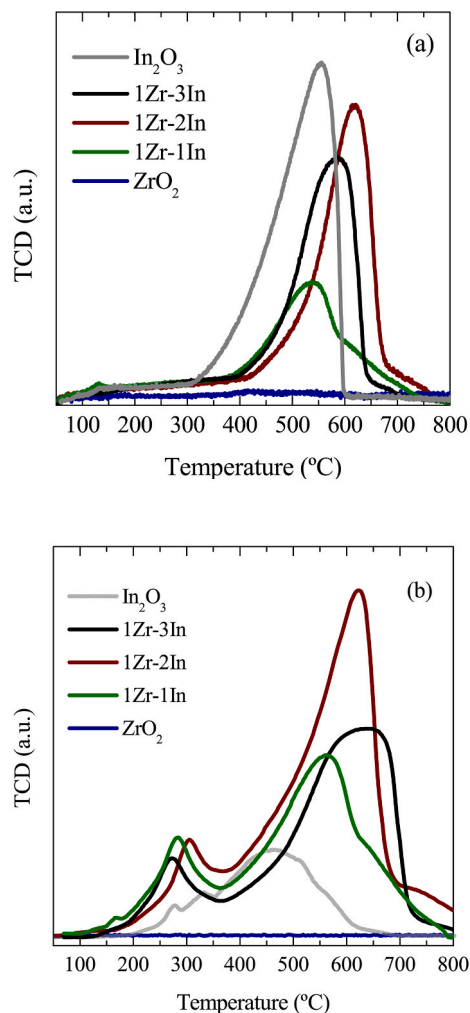 (a)
In₂O₃
1Zr-3In
1Zr-2In
1Zr-1In
ZrO₂
TCD (a.u.)
100 200 300 400 500 600 700 800
Temperature (ºC)
(b)
In₂O₃
1Zr-3In
1Zr-2In
1Zr-1In
ZrO₂
TCD (a.u.)
100 200 300 400 500 600 700 800
Temperature (ºC)